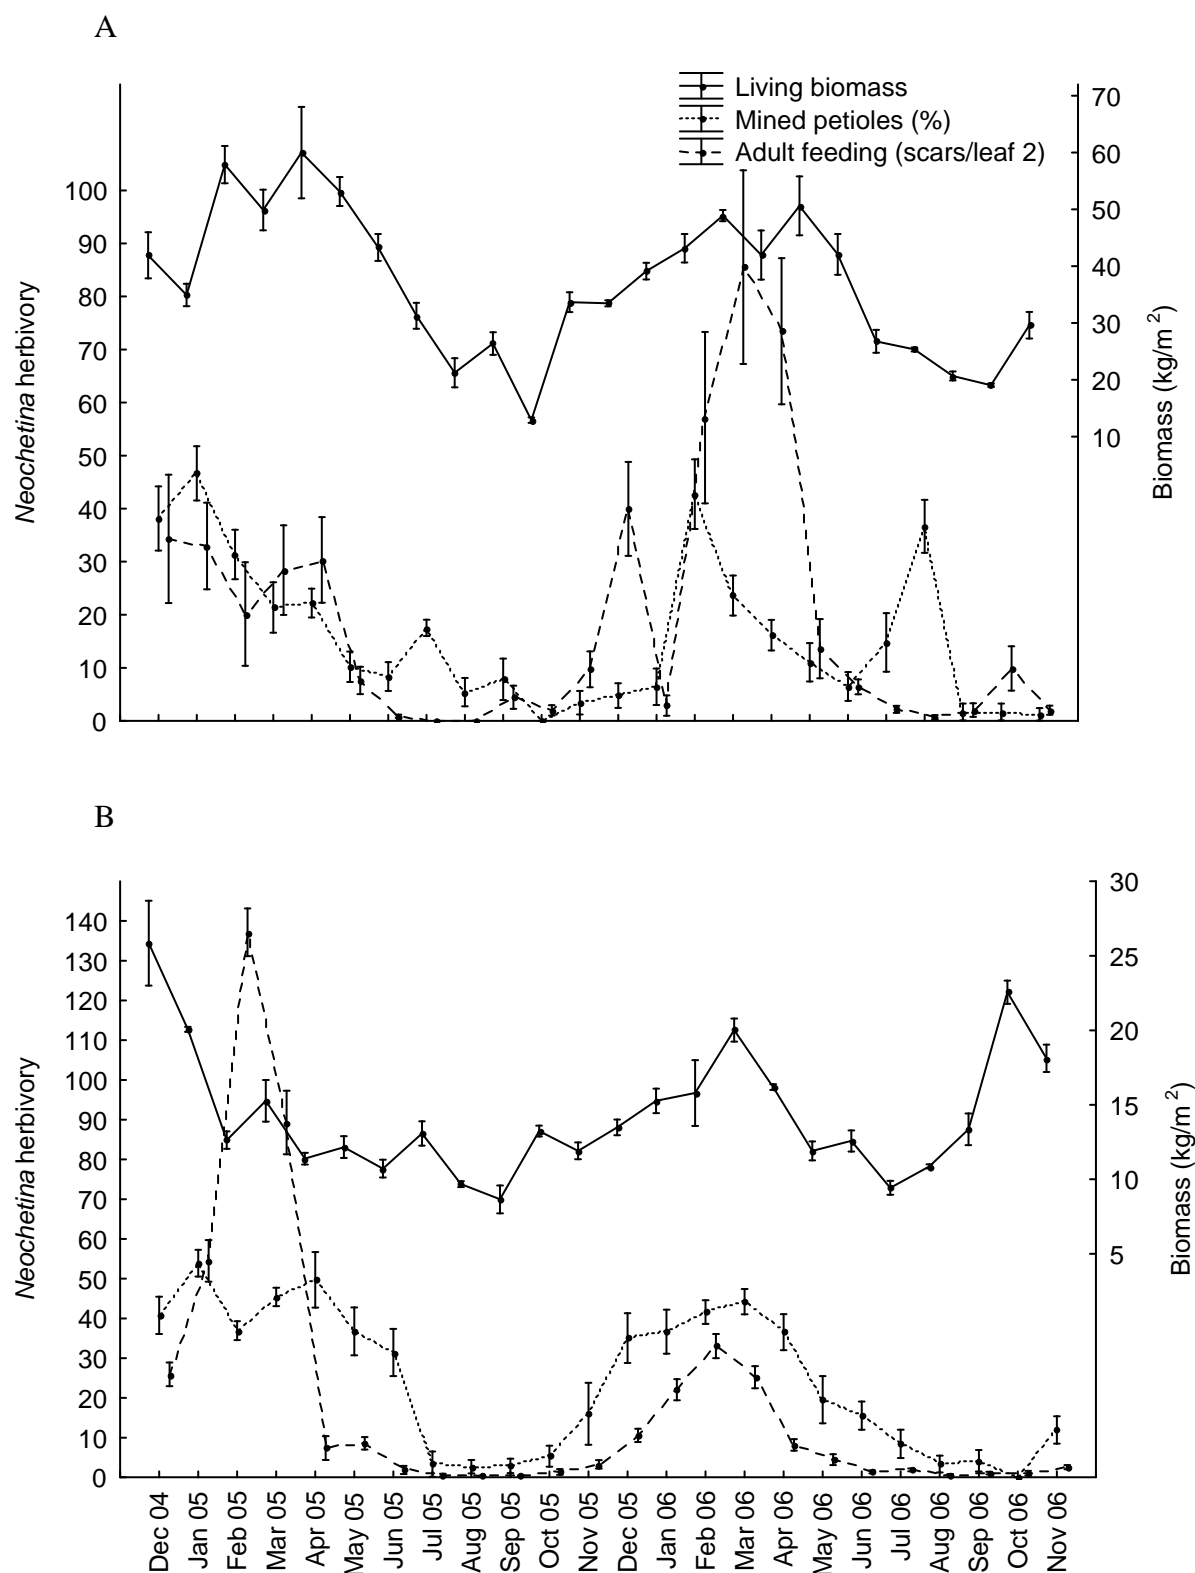 A
Living biomass
Mined petioles (%)
Adult feeding (scars/leaf 2)
Neochetina herbivory
100
90
80
70
60
50
40
30
20
10
0
70
60
50
40
30
20
10
Biomass (kg/m 2)
B
Neochetina herbivory
140
130
120
110
100
90
80
70
60
50
40
30
20
10
0
30
25
20
15
10
5
Biomass (kg/m 2)
Dec 04
Jan 05
Feb 05
Mar 05
Apr 05
May 05
Jun 05
Jul 05
Aug 05
Sep 05
Oct 05
Nov 05
Dec 05
Jan 06
Feb 06
Mar 06
Apr 06
May 06
Jun 06
Jul 06
Aug 06
Sep 06
Oct 06
Nov 06